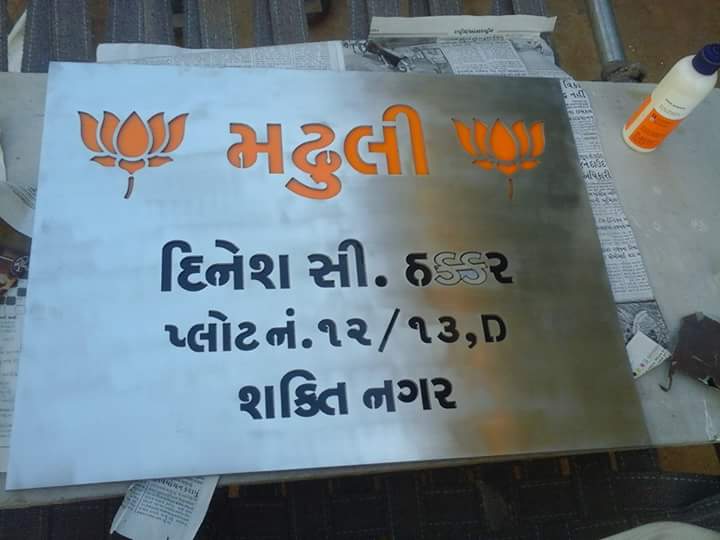 મઢુલી
દિનેશ સી. ઠક્કર
પ્લોટ નં.૧૨/૧૩,D
શક્તિ નગર